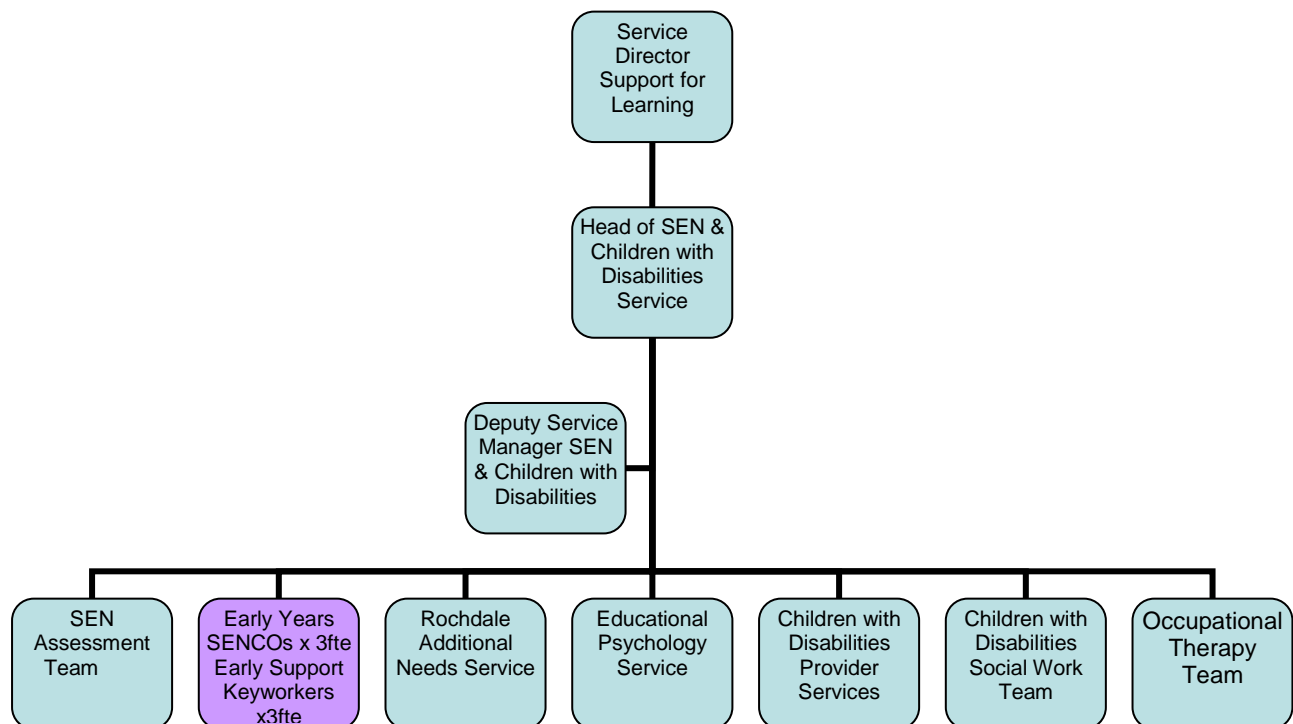 Service
Director
Support for
Learning
Head of SEN &
Children with
Disabilities
Service
Deputy Service
Manager SEN
& Children with
Disabilities
SEN
Assessment
Team
Early Years
SENCOs x 3fte
Early Support
Keyworkers
x3fte
Rochdale
Additional
Needs Service
Educational
Psychology
Service
Children with
Disabilities
Provider
Services
Children with
Disabilities
Social Work
Team
Occupational
Therapy
Team